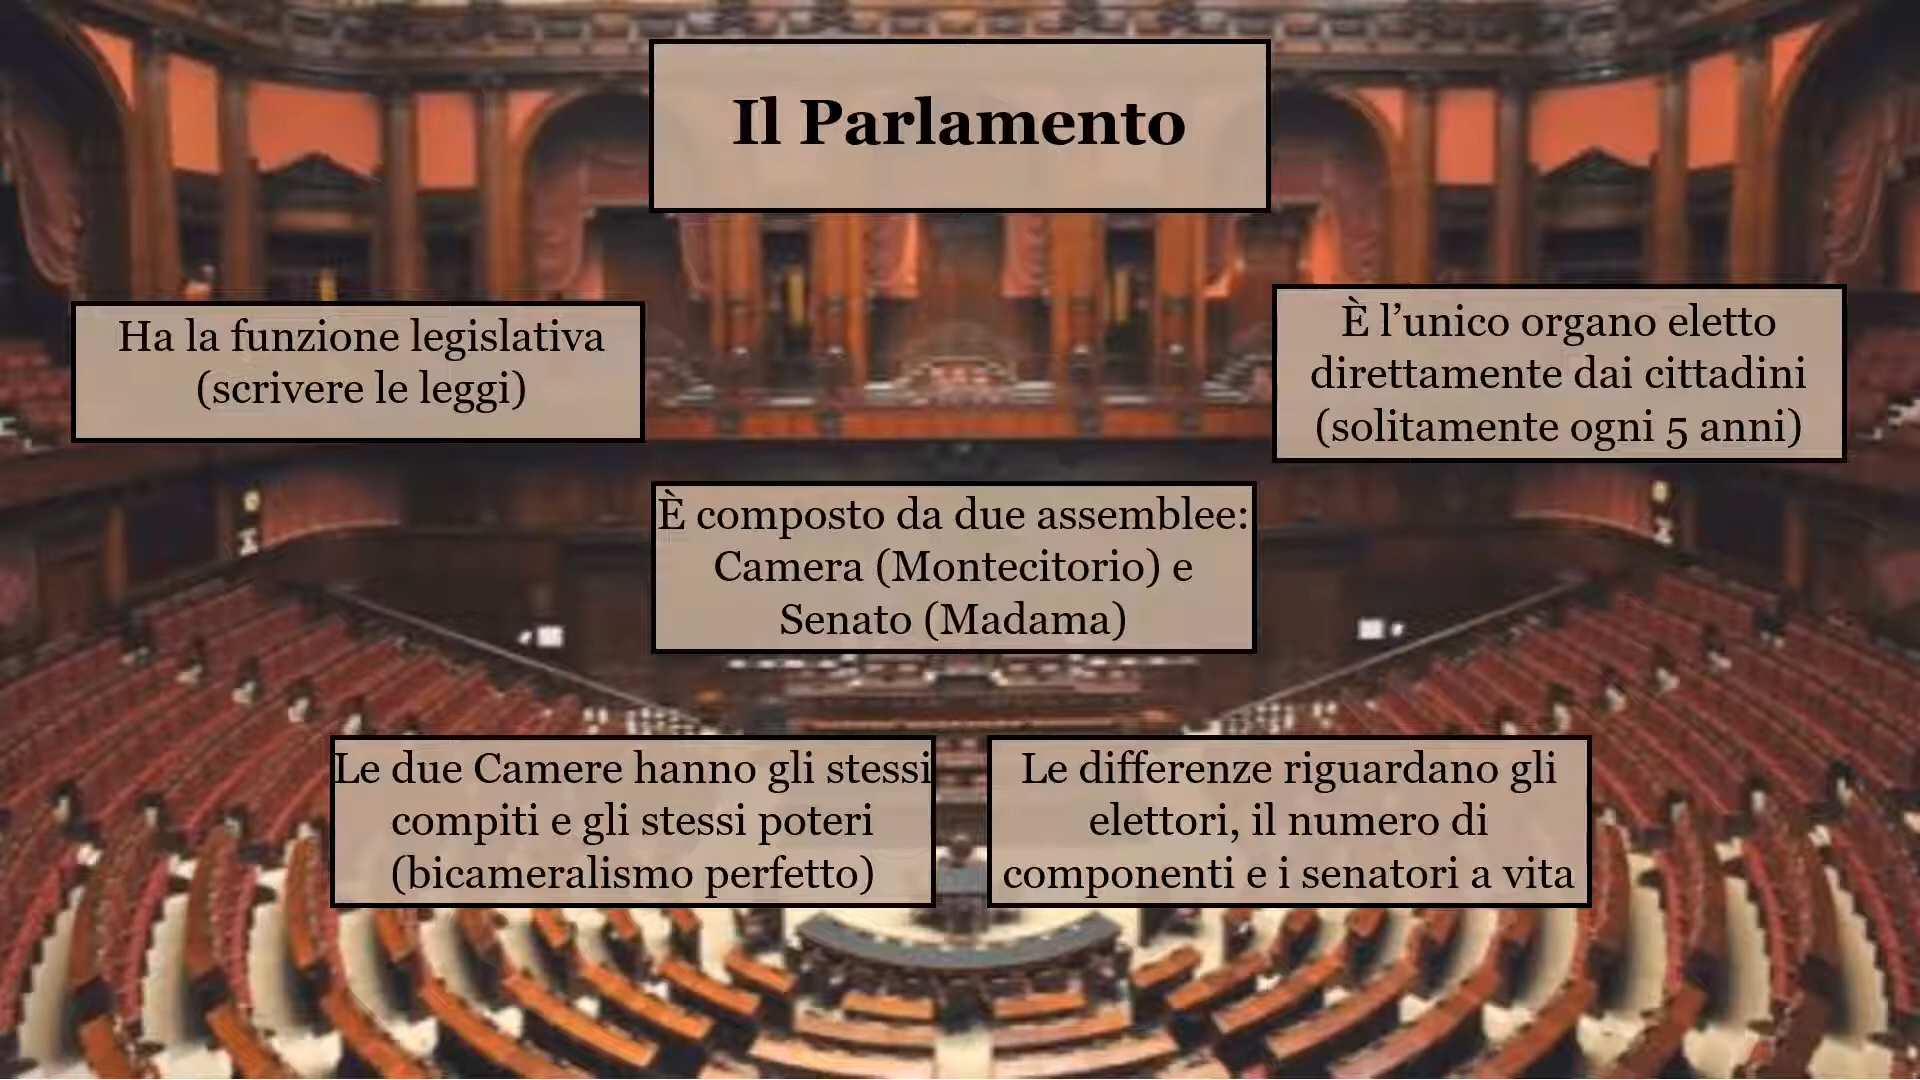 Il Parlamento
Ha la funzione legislativa
(scrivere le leggi)
È l’unico organo eletto
direttamente dai cittadini
(solitamente ogni 5 anni)
È composto da due assemblee:
Camera (Montecitorio) e
Senato (Madama)
Le due Camere hanno gli stessi
compiti e gli stessi poteri
(bicameralismo perfetto)
Le differenze riguardano gli
elettori, il numero di
componenti e i senatori a vita